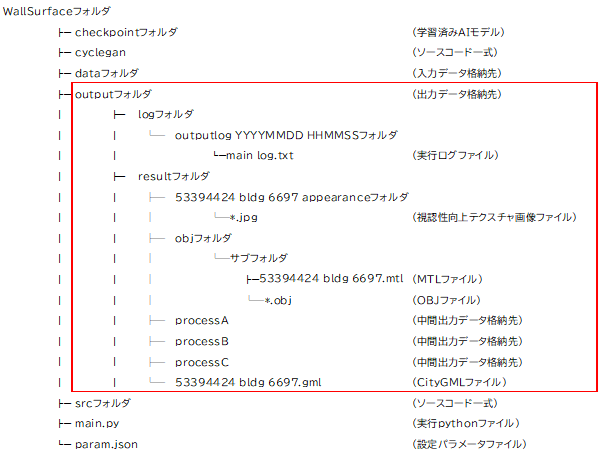 WallSurfaceフォルダ
├─ checkpointフォルダ （学習済みAIモデル）
├─ cyclegan （ソースコード一式）
├─ dataフォルダ （入力データ格納先）
├─ outputフォルダ （出力データ格納先）
| ├─ logフォルダ
| | └─ outputlog YYYYMMDD HHMMSSフォルダ
| | └─main log.txt （実行ログファイル）
| ├─ resultフォルダ
| | ├─ 53394424 bldg 6697 appearanceフォルダ
| | | └─*.jpg （視認性向上テクスチャ画像ファイル）
| | ├─ objフォルダ
| | | └─サブフォルダ
| | | ├─53394424 bldg 6697.mtl （MTLファイル）
| | | └─*.obj （OBJファイル）
| | ├─ processA （中間出力データ格納先）
| | ├─ processB （中間出力データ格納先）
| | ├─ processC （中間出力データ格納先）
| | └─ 53394424 bldg 6697.gml （CityGMLファイル）
├─ srcフォルダ （ソースコード一式）
├─ main.py （実行pythonファイル）
└─ param.json （設定パラメータファイル）